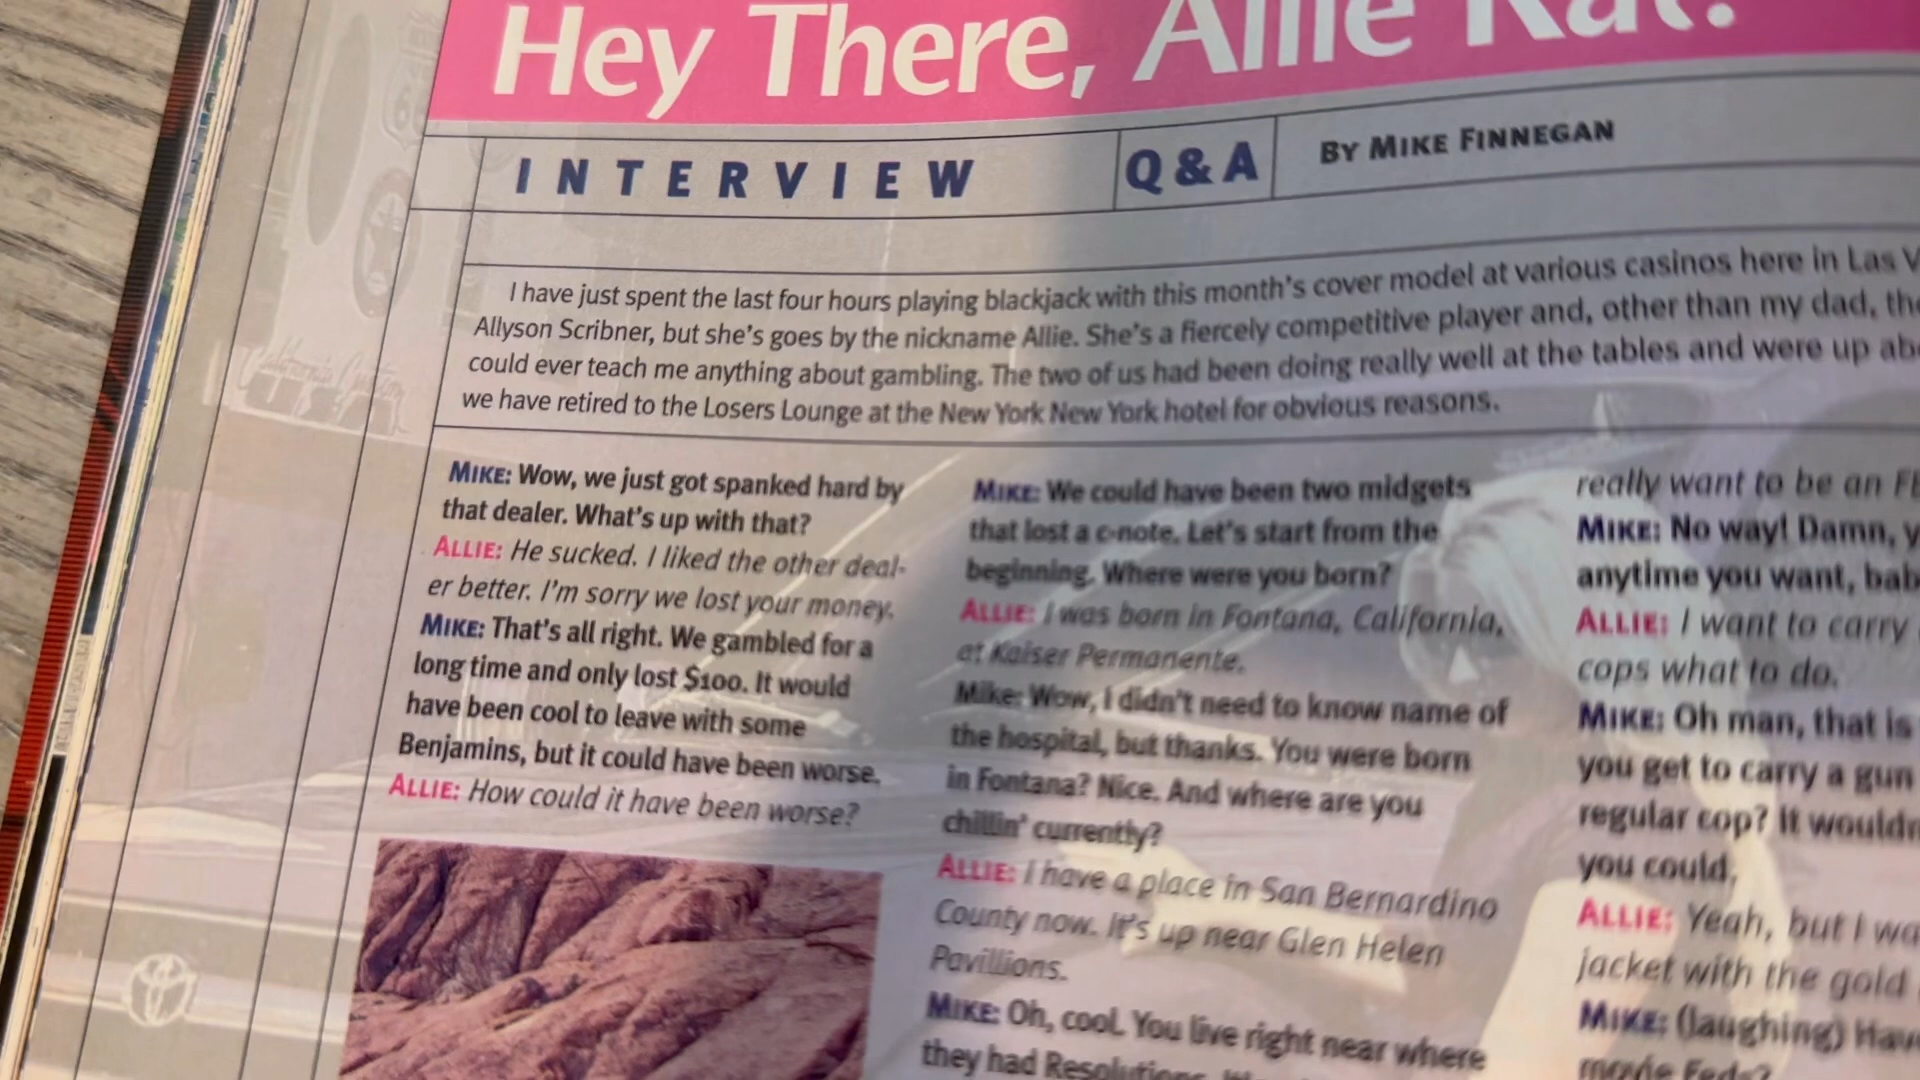 Hey There, Allie Kat!
INTERVIEW
Q & A
BY MIKE FINNEGAN
I have just spent the last four hours playing blackjack with this month's cover model at various casinos here in Las V
Allyson Scribner, but she's goes by the nickname Allie. She's a fiercely competitive player and, other than my dad, the
could ever teach me anything about gambling. The two of us had been doing really well at the tables and were up abo
we have retired to the Losers Lounge at the New York New York hotel for obvious reasons.
MIKE: Wow, we just got spanked hard by
that dealer. What's up with that?
ALLIE: He sucked. I liked the other deal-
er better. I'm sorry we lost your money.
MIKE: That's all right. We gambled for a
long time and only lost $100. It would
have been cool to leave with some
Benjamins, but it could have been worse.
ALLIE: How could it have been worse?
MIKE: We could have been two midgets
that lost a c-note. Let's start from the
beginning. Where were you born?
ALLIE: I was born in Fontana, California,
at Kaiser Permanente.
Mike: Wow, I didn't need to know name of
the hospital, but thanks. You were born
in Fontana? Nice. And where are you
chillin' currently?
ALLIE: I have a place in San Bernardino
County now. It's up near Glen Helen
Pavillions.
MIKE: Oh, cool. You live right near where
they had Resolutions.
really want to be an
MIKE: No way! Damn, y
anytime you want, bab
ALLIE: I want to carry
cops what to do.
MIKE: Oh man, that is
you get to carry a gun
regular cop? It wouldn
you could.
ALLIE: Yeah, but I wa
jacket with the gold
MIKE: (laughing) Hav
movie Feds?